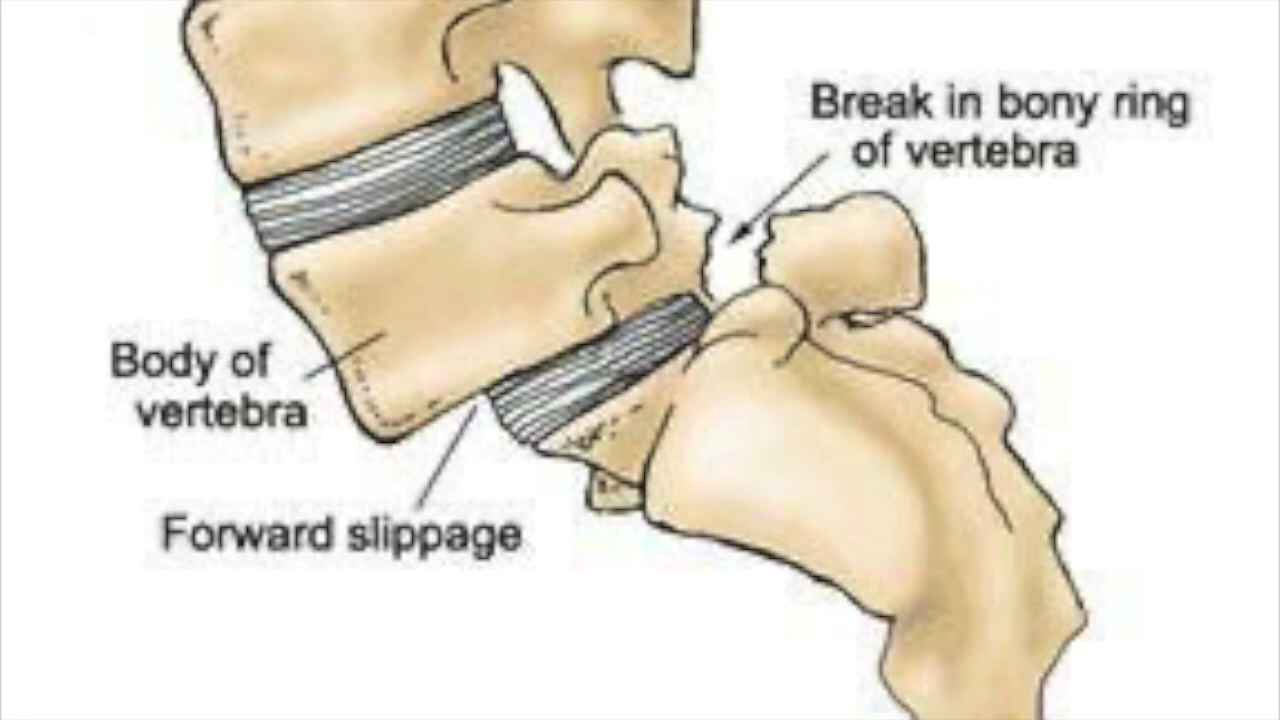 Break in bony ring
of vertebra
Body of
vertebra
Forward slippage